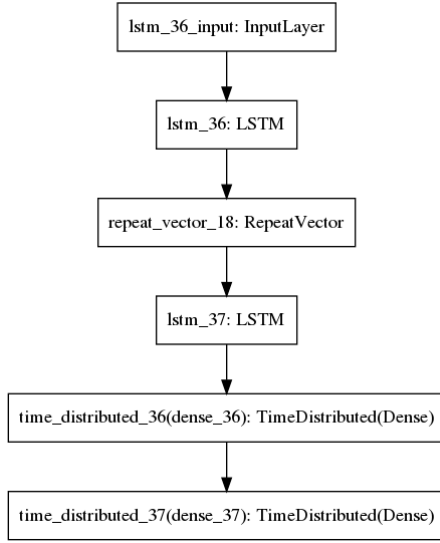 lstm_36_input: InputLayer
lstm_36: LSTM
repeat_vector_18: RepeatVector
lstm_37: LSTM
time_distributed_36(dense_36): TimeDistributed(Dense)
time_distributed_37(dense_37): TimeDistributed(Dense)